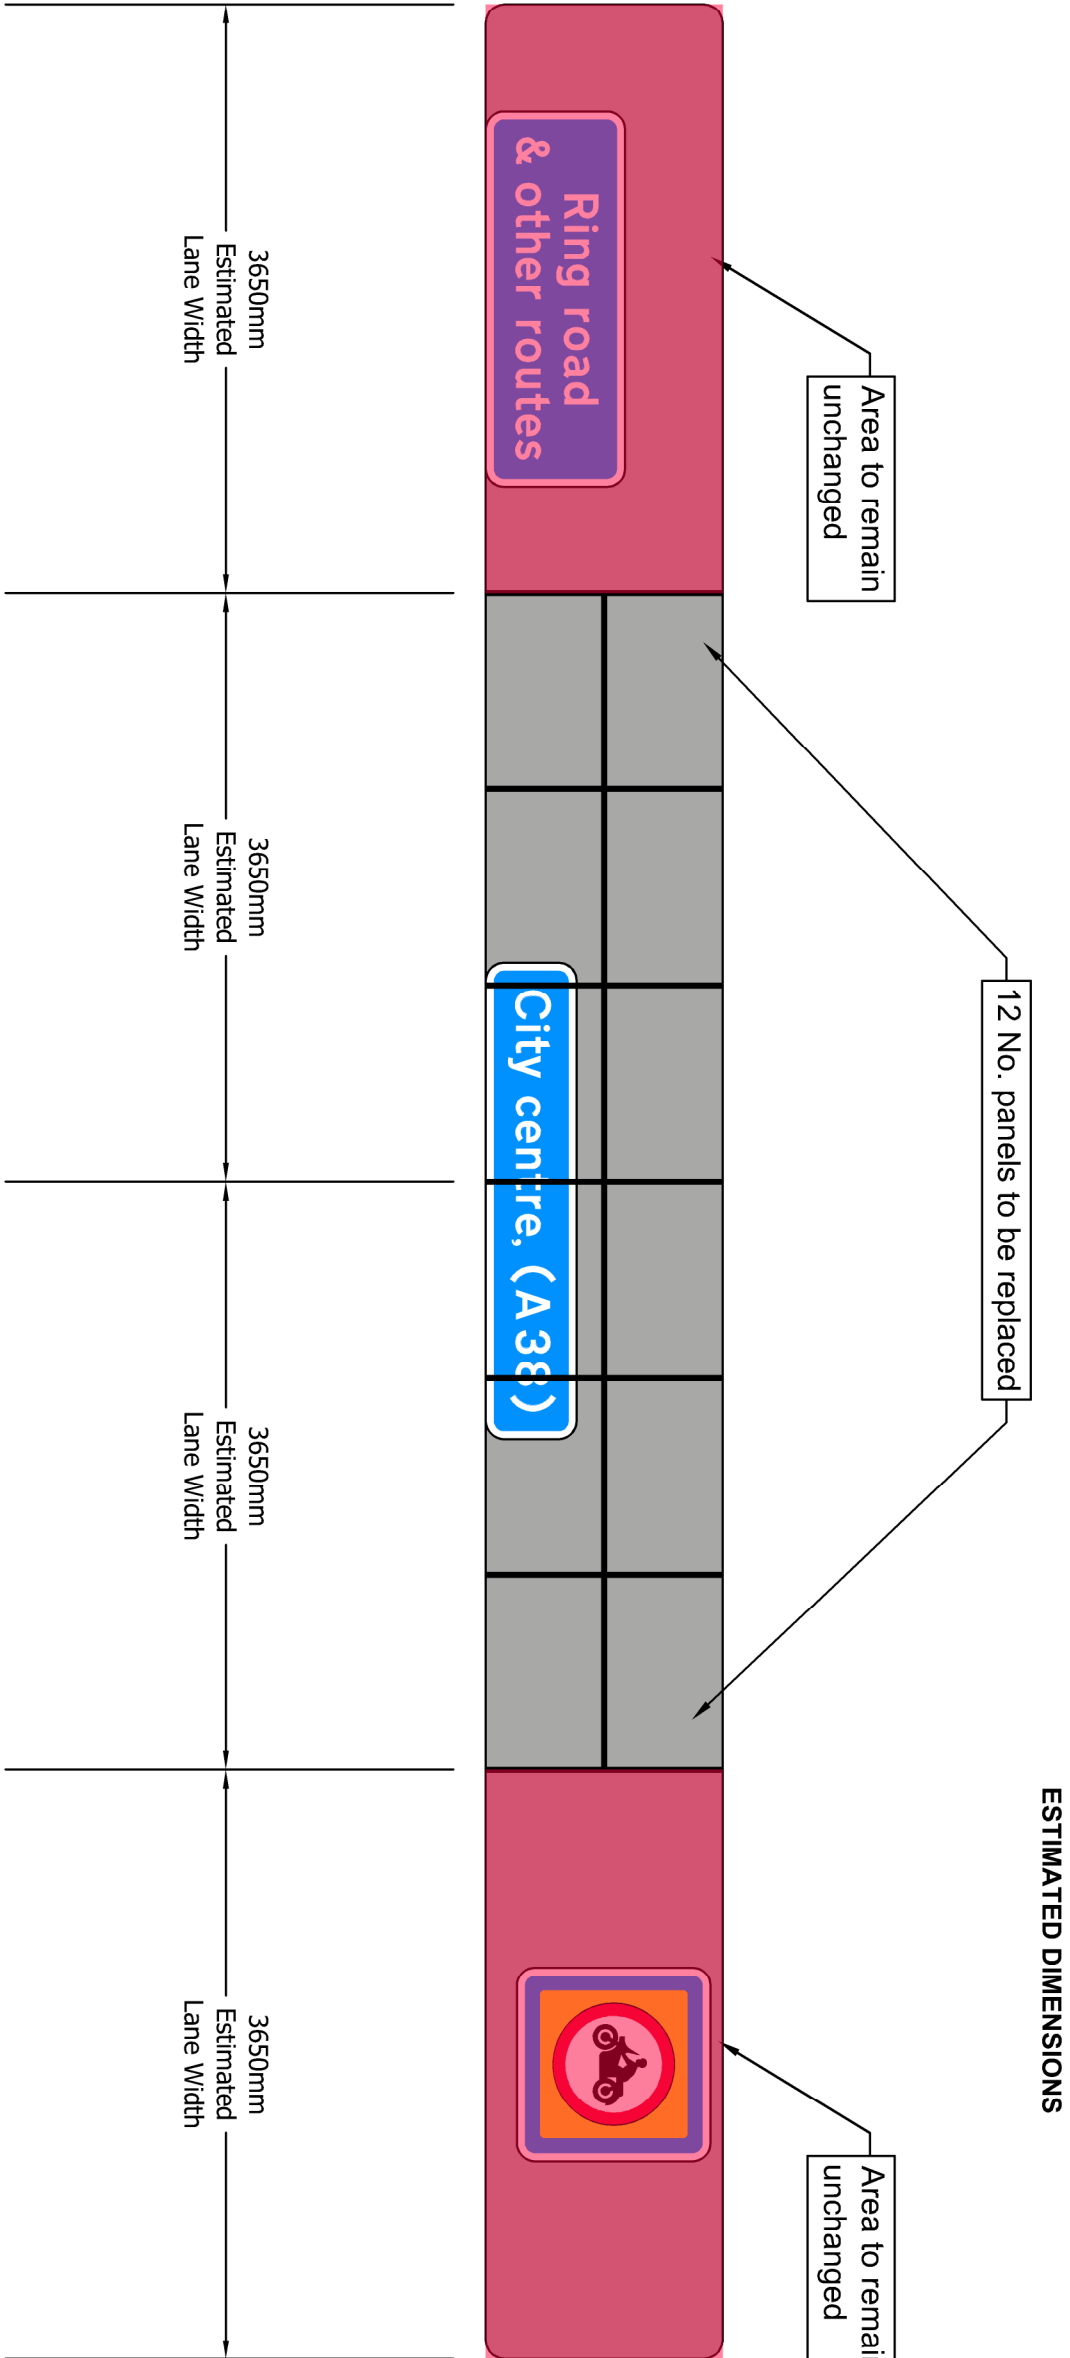 ESTIMATED DIMENSIONS
12 No. panels to be replaced
Area to remain
unchanged
Area to remai
unchanged
Ring road
& other routes
City centre, (A38)
3650mm
Estimated
Lane Width
3650mm
Estimated
Lane Width
3650mm
Estimated
Lane Width
3650mm
Estimated
Lane Width